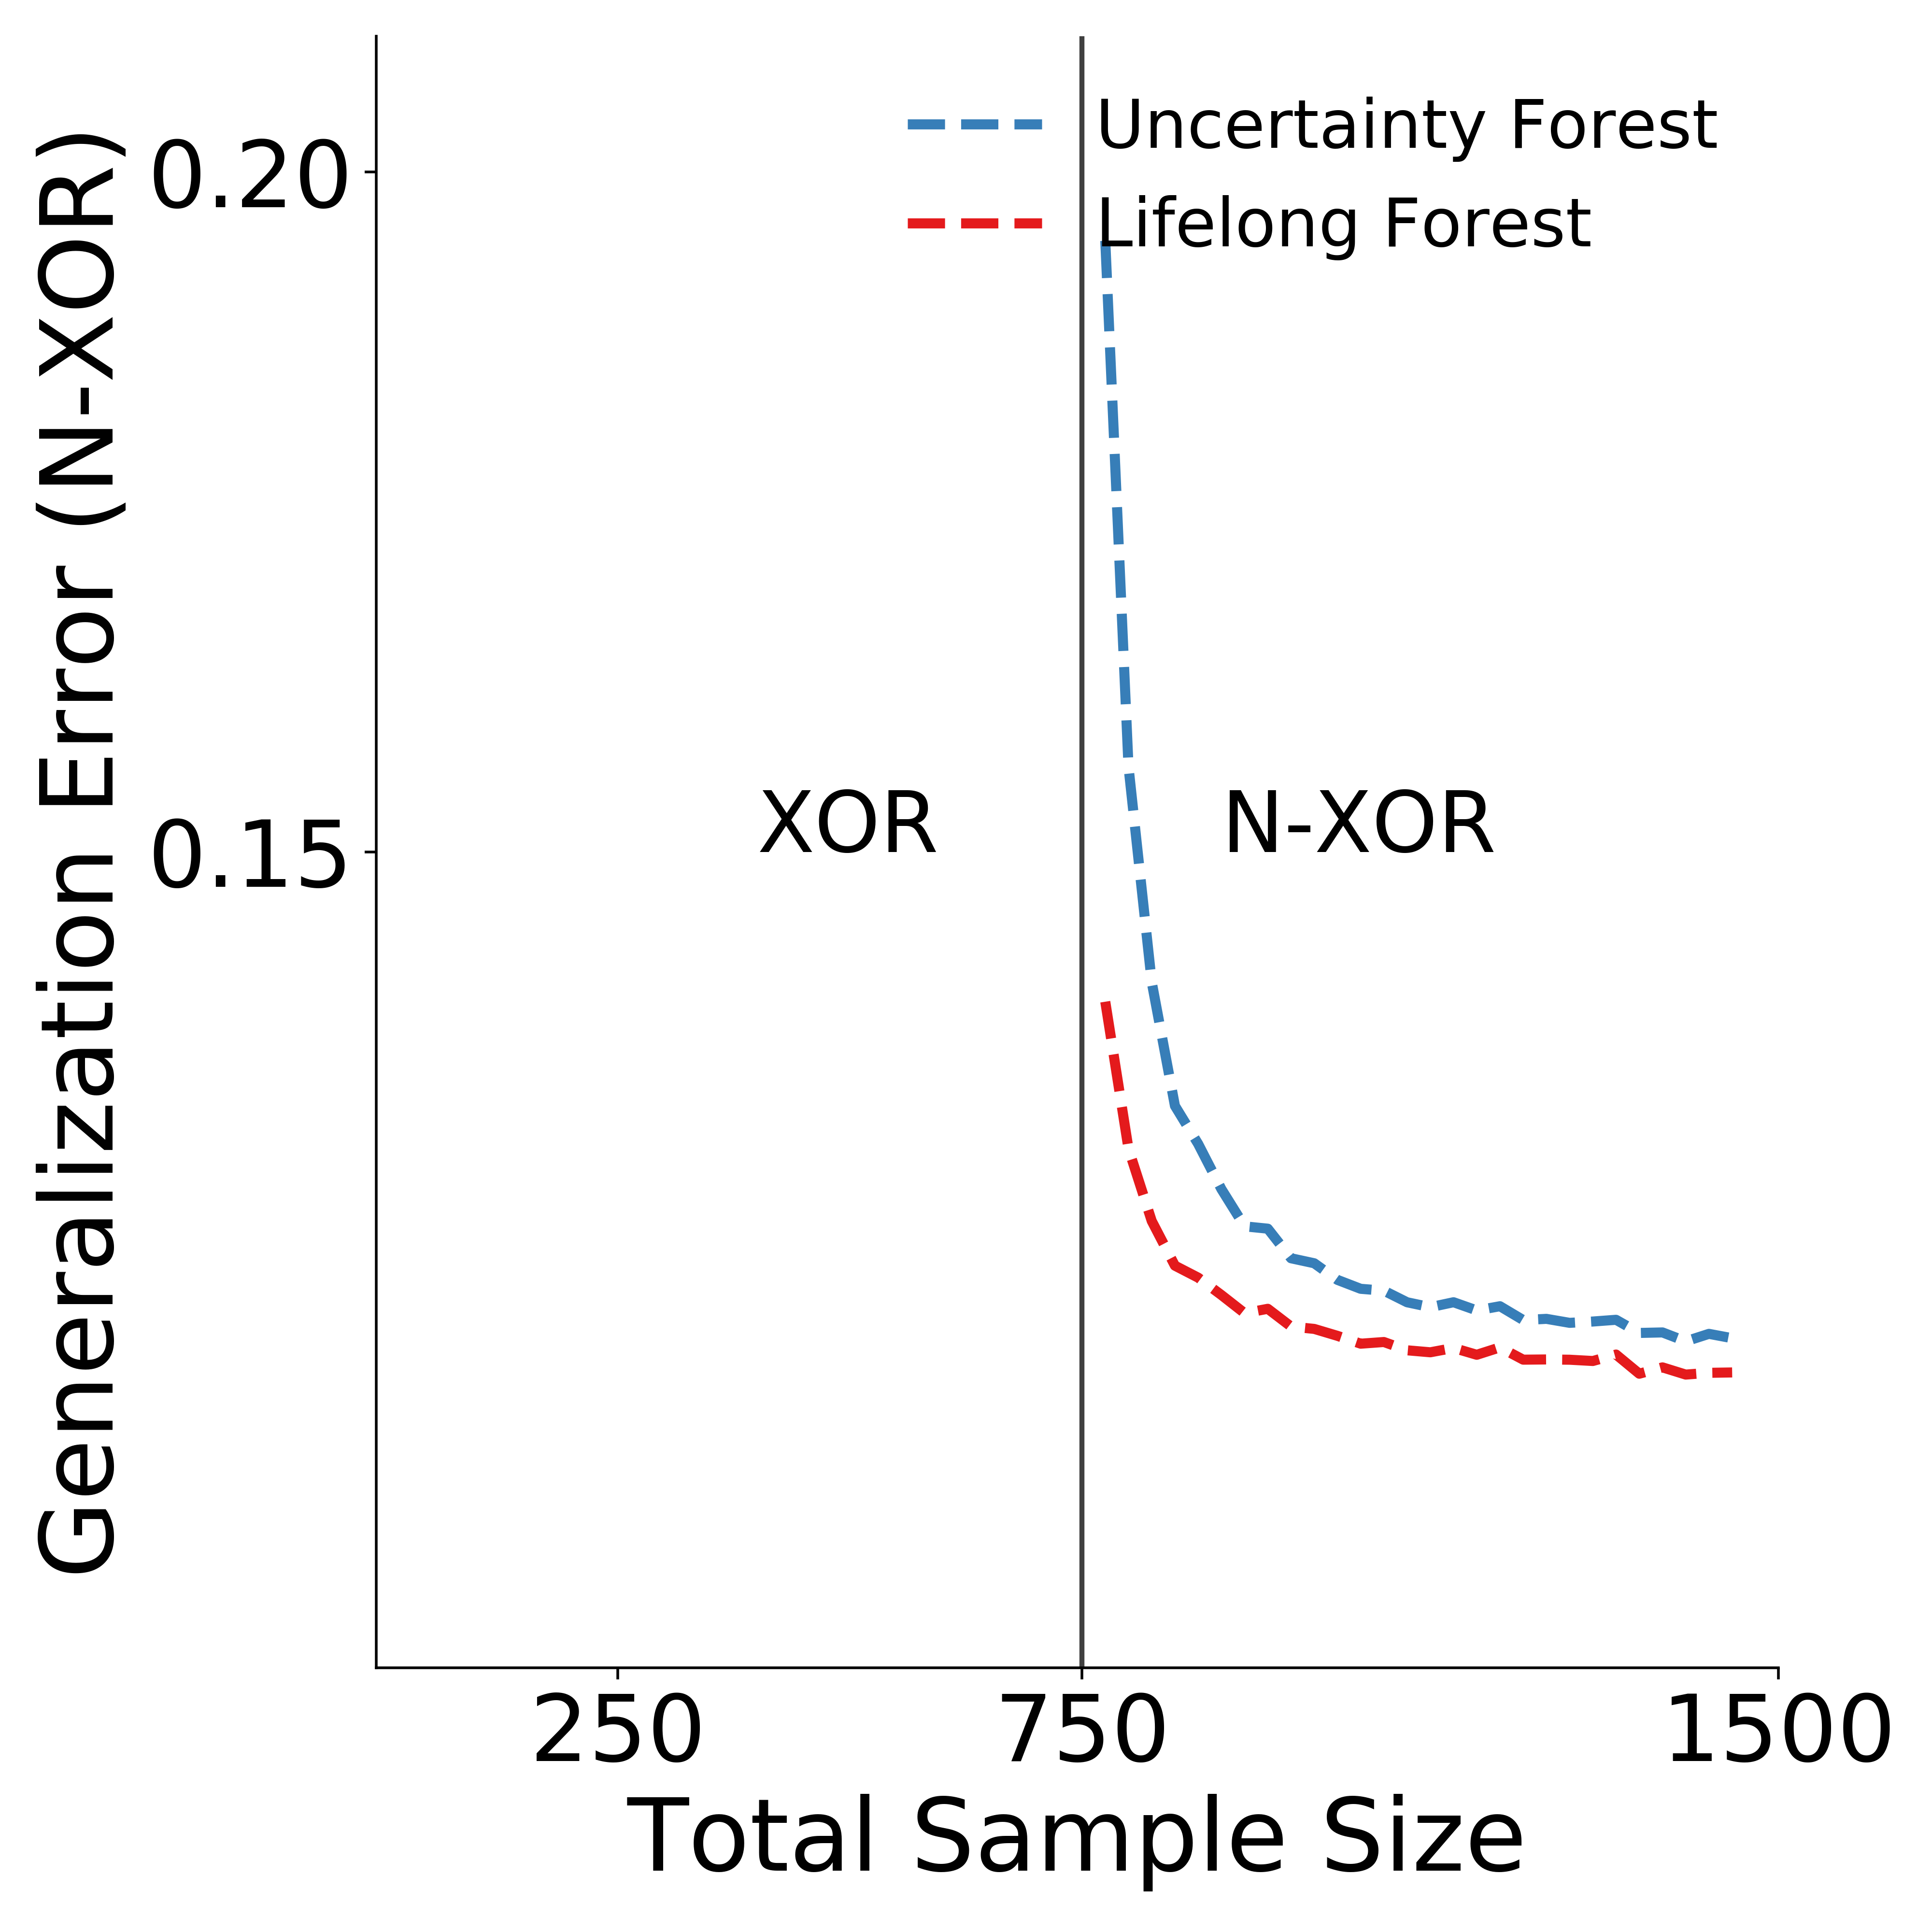 Generalization Error (N-XOR)
0.20
0.15
Uncertainty Forest
Lifelong Forest
XOR
N-XOR
250
750
1500
Total Sample Size